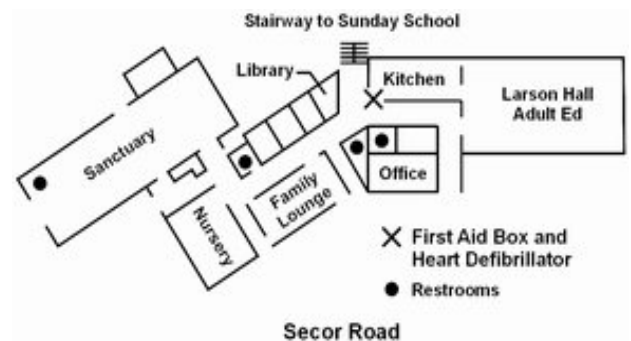 Stairway to Sunday School
Library
Kitchen
Larson Hall
Adult Ed
Sanctuary
Office
Family
Lounge
Nursery
First Aid Box and
Heart Defibrillator
Restrooms
Secor Road